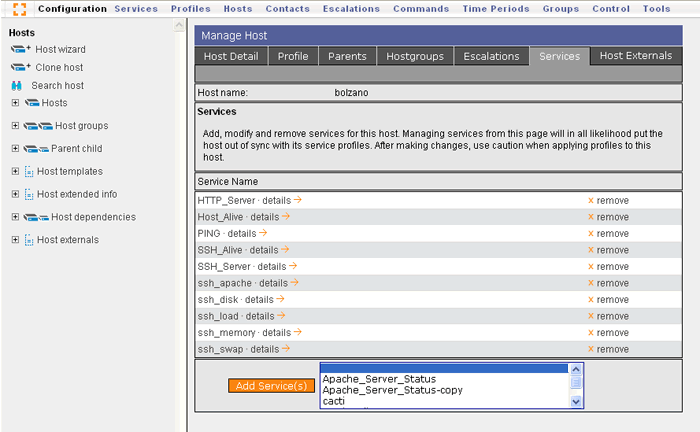 Configuration Services Profiles Hosts Contacts Escalations Commands Time Periods Groups Control Tools
Hosts
Host wizard
Clone host
Search host
Hosts
Host groups
Parent child
Host templates
Host extended info
Host dependencies
Host externals
Manage Host
Host Detail Profile Parents Hostgroups Escalations Services Host Externals
Host name: bolzano
Services
Add, modify and remove services for this host. Managing services from this page will in all likelihood put the
host out of sync with its service profiles. After making changes, use caution when applying profiles to this
host.
Service Name
HTTP_Server · details x remove
Host_Alive · details x remove
PING · details x remove
SSH_Alive · details x remove
SSH_Server · details x remove
ssh_apache · details x remove
ssh_disk · details x remove
ssh_load · details x remove
ssh_memory · details x remove
ssh_swap · details x remove
Add Service(s)
Apache_Server_Status
Apache_Server_Status-copy
cacti